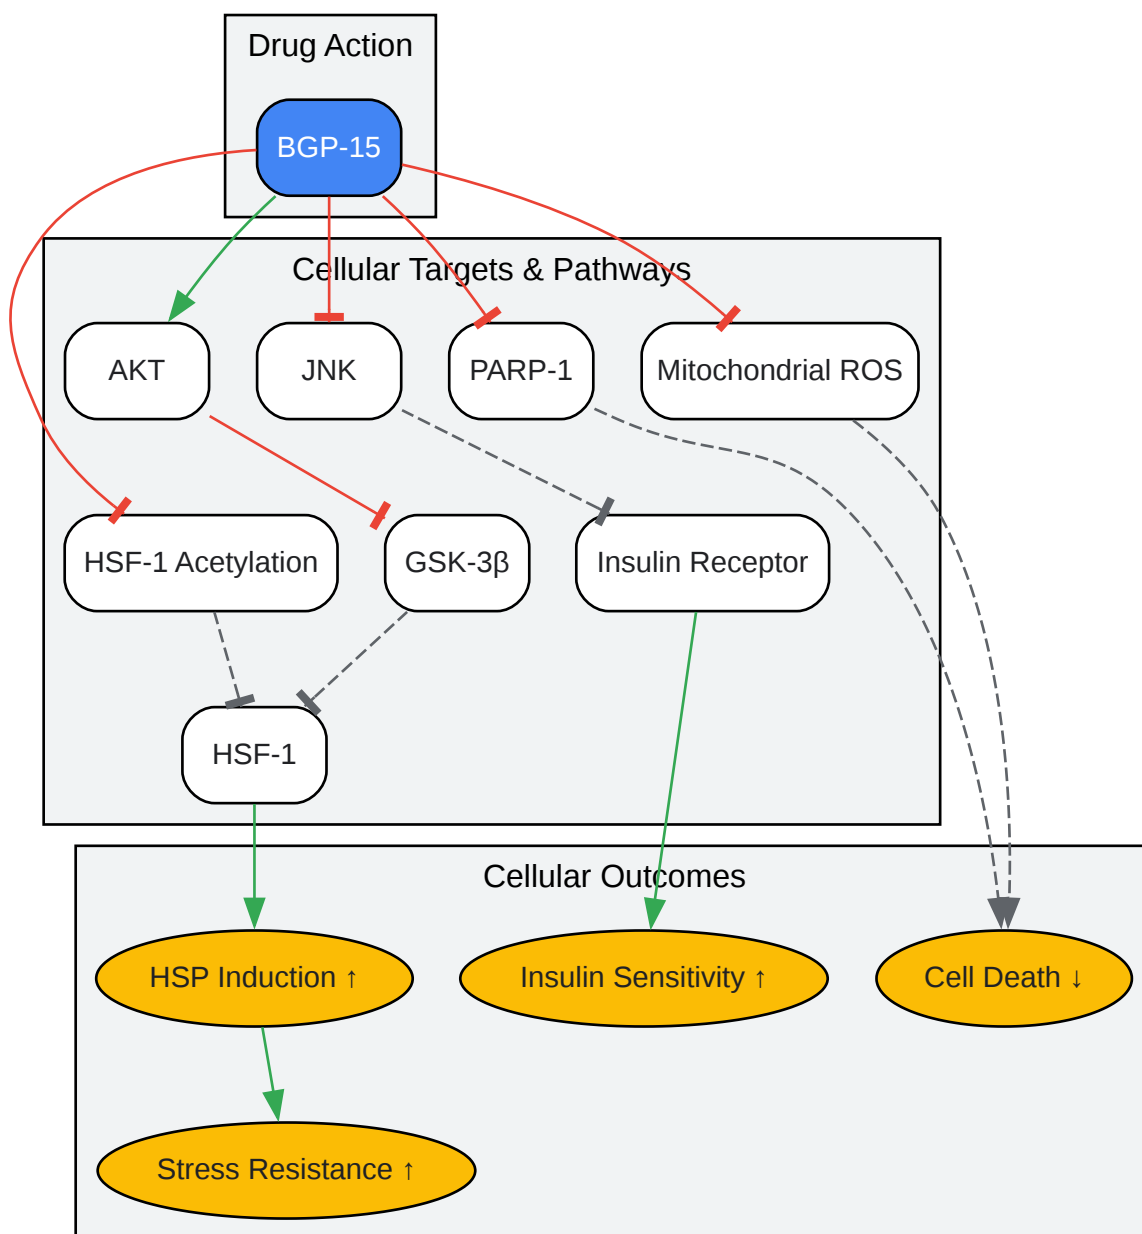 Drug Action
BGP-15
Cellular Targets & Pathways
AKT
JNK
PARP-1
Mitochondrial ROS
HSF-1 Acetylation
GSK-3β
Insulin Receptor
HSF-1
Cellular Outcomes
HSP Induction ↑
Insulin Sensitivity ↑
Cell Death ↓
Stress Resistance ↑